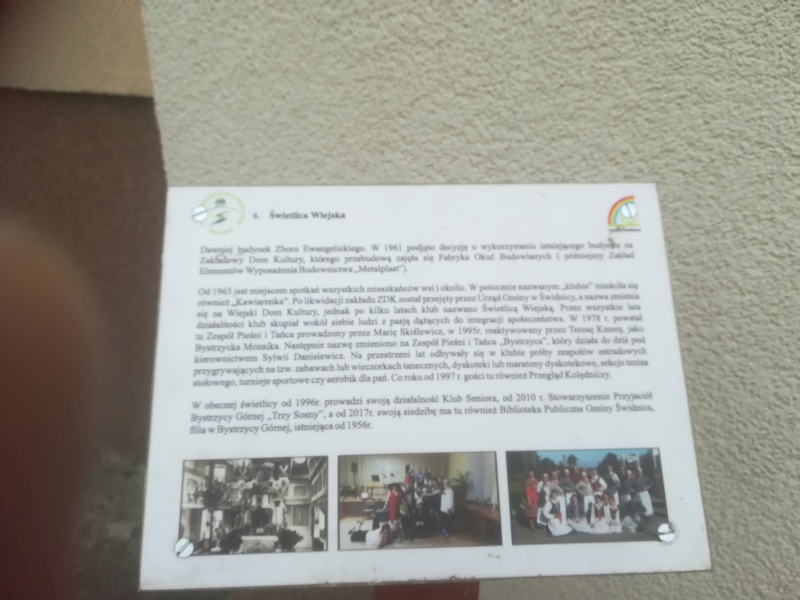 6. Świetlica Wiejska
Dawniej budynek Zboru Ewangelickiego. W 1961 podjęto decyzję o wykorzystaniu istniejącego budynku na
Zakładowy Dom Kultury, którego przebudową zajęła się Fabryka Okuć Budowlanych ( późniejszy Zakład
Elementów Wyposażenia Budownictwa „Metalplast").
Od 1963 jest miejscem spotkań wszystkich mieszkańców wsi i okolic. W potocznie nazwanym „klubie" mieściła się
również „Kawiarenka". Po likwidacji zakładu ZDK został przejęty przez Urząd Gminy w Świdnicy, a nazwa zmienia
się na Wiejski Dom Kultury, jednak po kilku latach klub nazwano Świetlicą Wiejską. Przez wszystkie lata
działalności klub skupiał wokół siebie ludzi z pasją dążących do integracji społeczeństwa. W 1978 r. powstał
tu Zespół Pieśni i Tańca prowadzony przez Marię Skiślewicz, w 1995r. reaktywowany przez Teresę Kmerę, jako
Bystrzycka Mozaika. Następnie nazwę zmieniono na Zespół Pieśni i Tańca „Bystrzyca", który działa do dziś pod
kierownictwem Sylwii Danisiewicz. Na przestrzeni lat odbywały się w klubie próby zespołów estradowych
przygrywających na tzw. zabawach lub wieczorkach tanecznych, dyskoteki lub maratony dyskotekowe, sekcje tenisa
stołowego, turnieje sportowe czy aerobik dla pań. Co roku od 1997 r. gości tu również Przegląd Kolędniczy.
W obecnej świetlicy od 1996r. prowadzi swoją działalność Klub Seniora, od 2010 r. Stowarzyszenie Przyjaciół
Bystrzycy Górnej „Trzy Sosny", a od 2017r. swoją siedzibę ma tu również Biblioteka Publiczna Gminy Świdnica,
filia w Bystrzycy Górnej, istniejąca od 1956r.